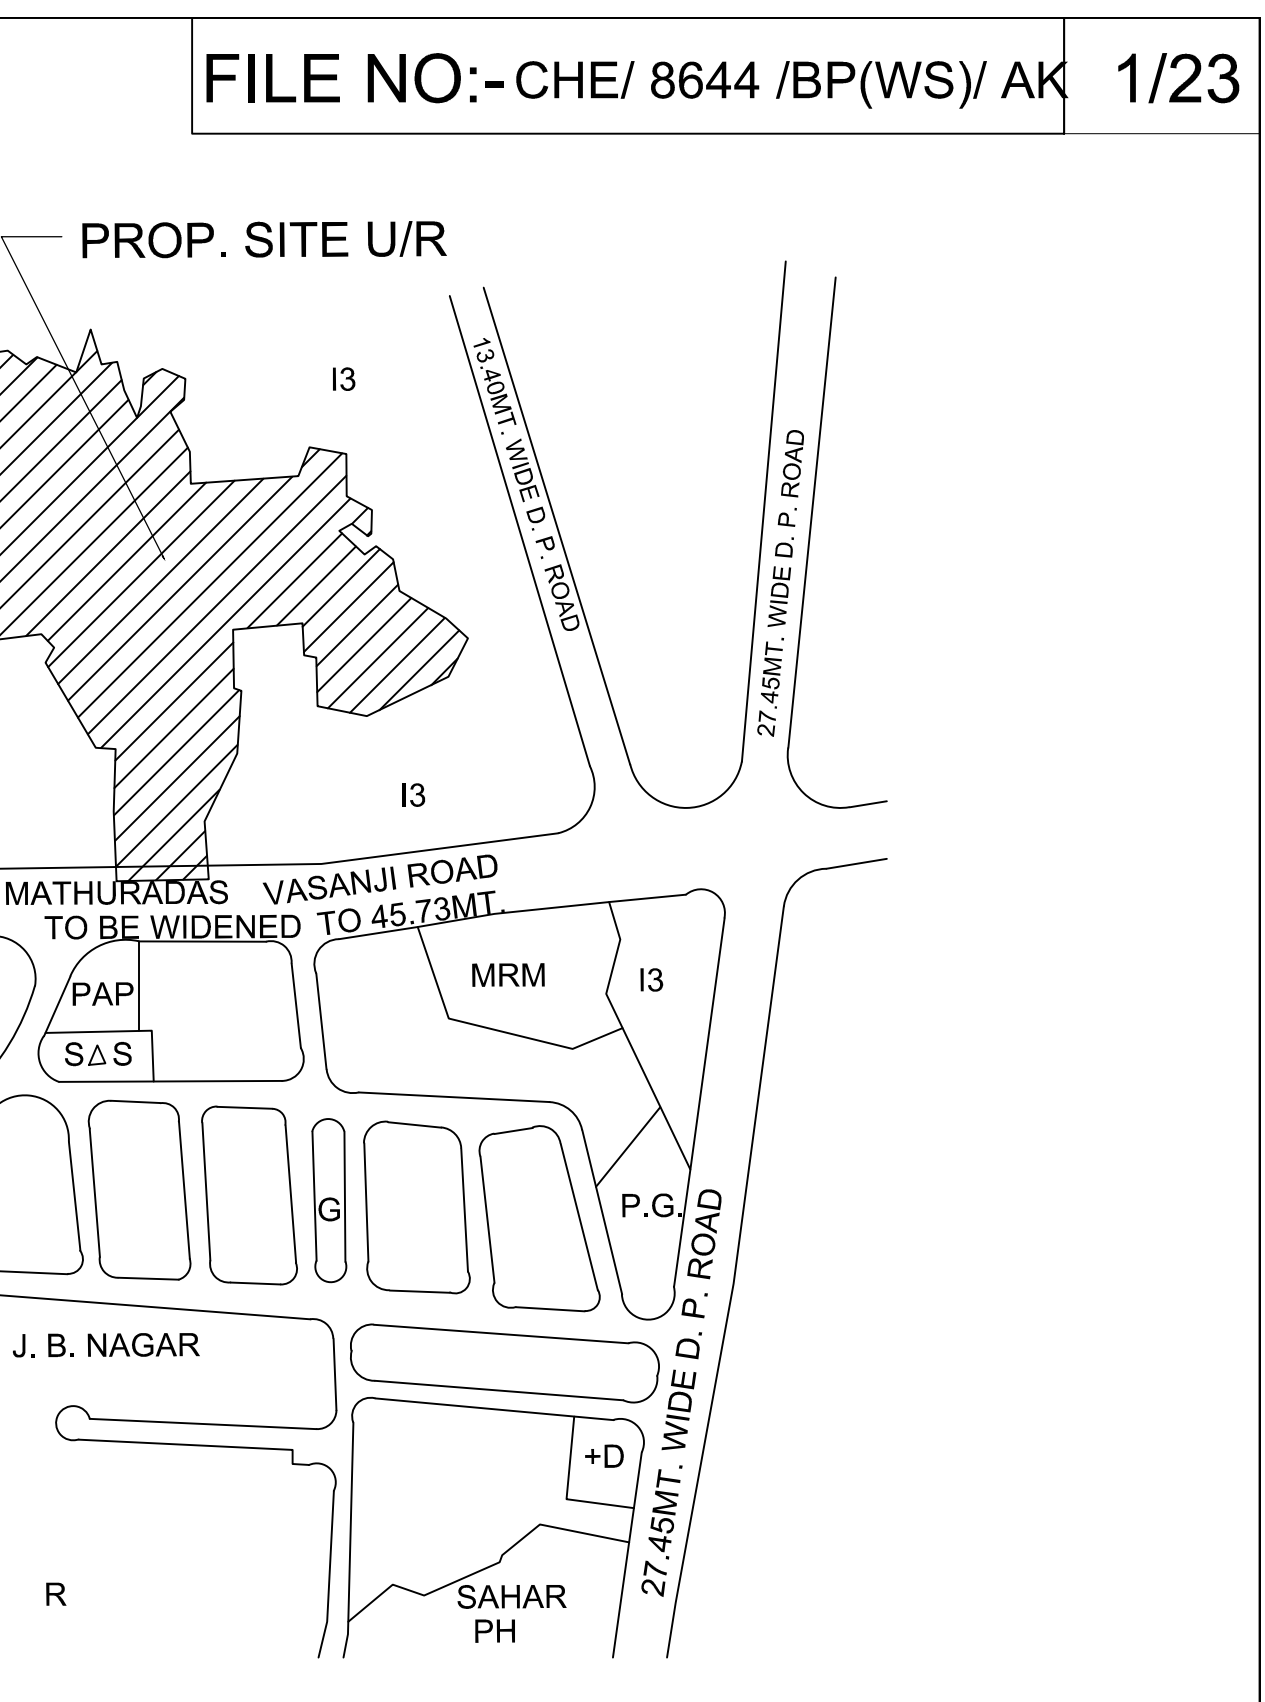 FILE NO:- CHE/ 8644 /BP(WS)/ AK 1/23
PROP. SITE U/R
I3
13.40MT. WIDE D. P. ROAD
27.45MT. WIDE D. P. ROAD
I3
MATHURADAS VASANJI ROAD
TO BE WIDENED TO 45.73MT.
MRM
I3
PAP
S△S
G
P.G.
27.45MT. WIDE D. P. ROAD
J. B. NAGAR
+D
R
SAHAR
PH